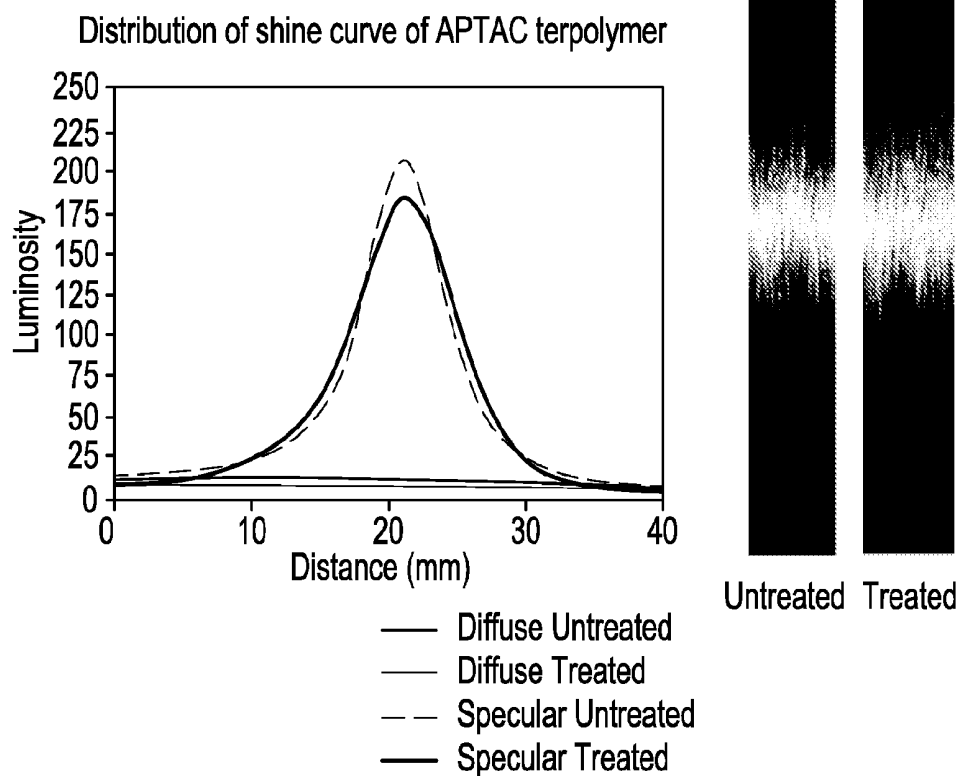 Distribution of shine curve of APTAC terpolymer
250
225
200
175
150
125
100
75
50
25
0
Luminosity
0 10 20 30 40
Distance (mm)
Untreated Treated
Diffuse Untreated
Diffuse Treated
Specular Untreated
Specular Treated